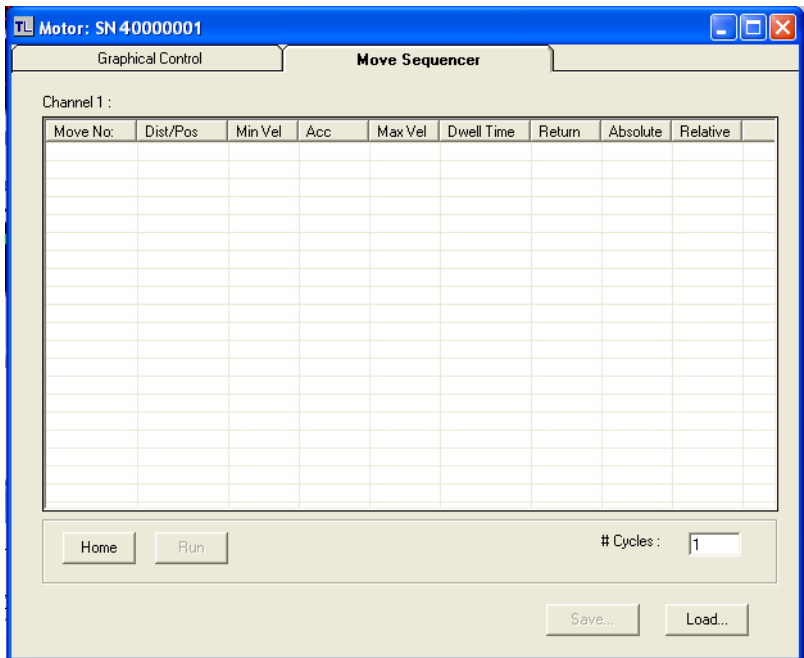 TL Motor: SN 40000001
Graphical Control Move Sequencer
Channel 1 :
Move No: Dist/Pos Min Vel Acc Max Vel Dwell Time Return Absolute Relative
Home Run # Cycles : 1
Save... Load...